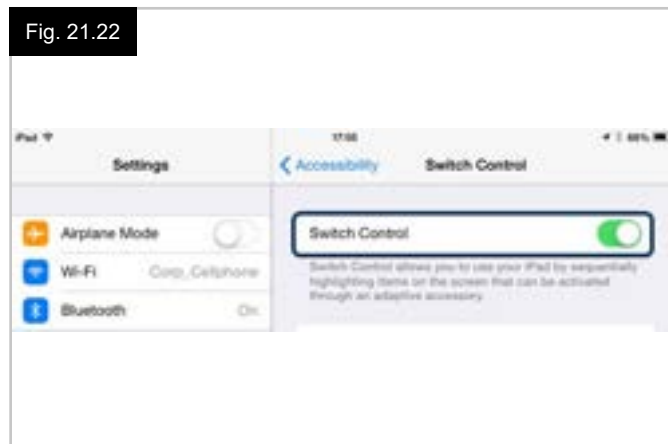 Fig. 21.22
iPad 17:55 88%
Settings
Accessibility Switch Control
Airplane Mode
Wi-Fi Corp_Cellphone
Bluetooth On
Switch Control
Switch Control allows you to use your iPad by sequentially
highlighting items on the screen that can be activated
through an adaptive accessory.